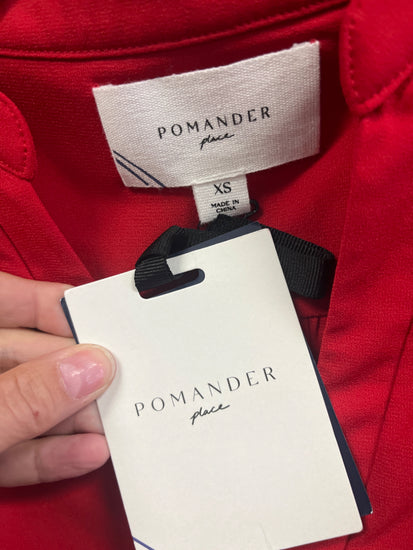 POMANDER
place
XS
MADE IN
CHINA
POMANDER
place